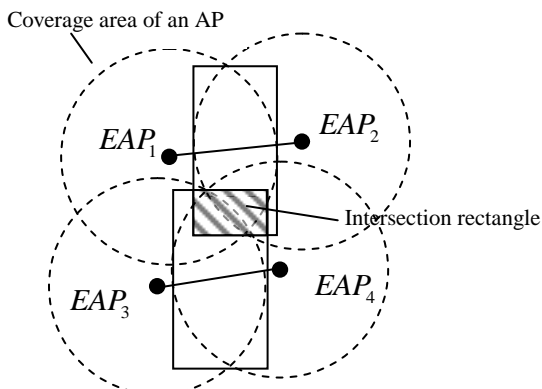 Coverage area of an AP
EAP₁
EAP₂
Intersection rectangle
EAP₃
EAP₄